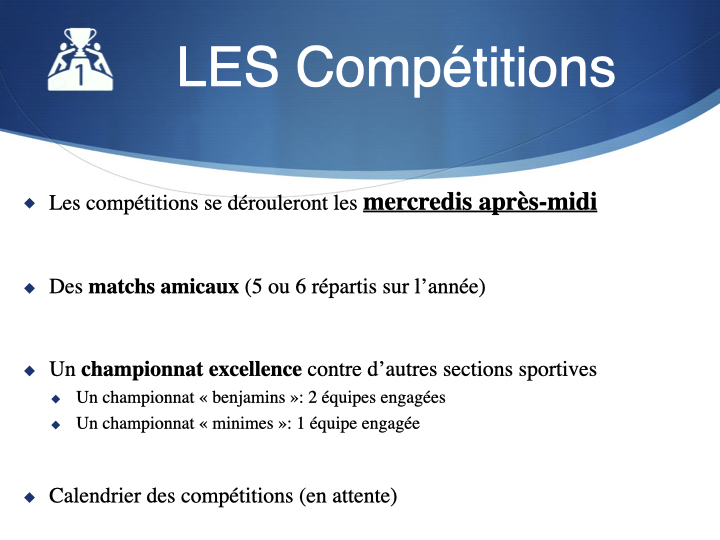 1
LES Compétitions
Les compétitions se dérouleront les mercredis après-midi
Des matchs amicaux (5 ou 6 répartis sur l’année)
Un championnat excellence contre d’autres sections sportives
Un championnat « benjamins »: 2 équipes engagées
Un championnat « minimes »: 1 équipe engagée
Calendrier des compétitions (en attente)